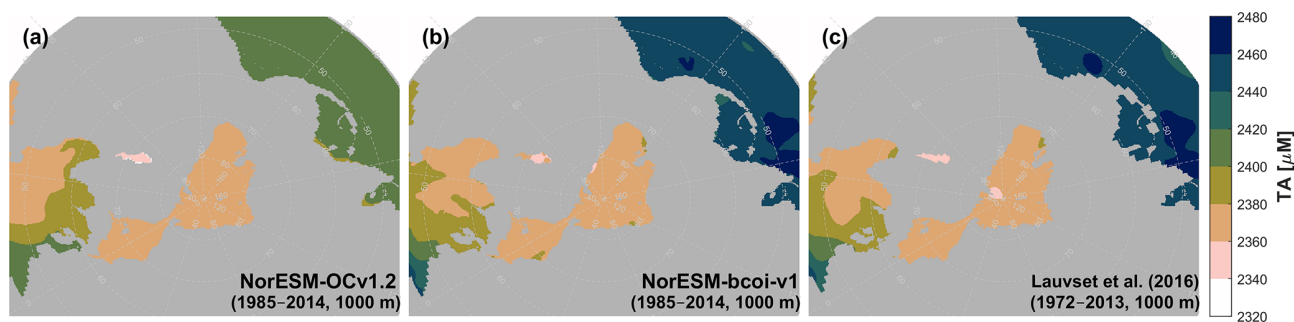 (a)
NorESM-OCv1.2
(1985–2014, 1000 m)
(b)
NorESM-bcoi-v1
(1985–2014, 1000 m)
(c)
Lauvset et al. (2016)
(1972–2013, 1000 m)
2480
2460
2440
2420
2400
2380
2360
2340
2320
TA [μM]